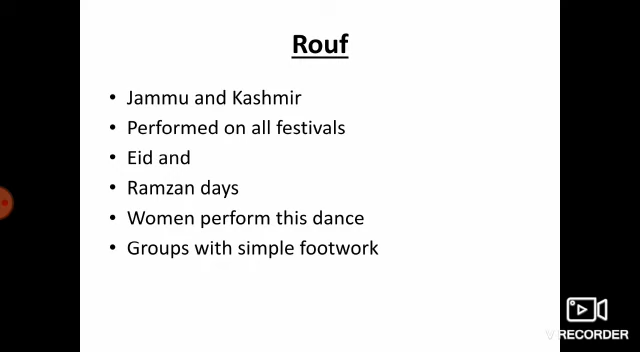 Rouf
• Jammu and Kashmir
• Performed on all festivals
• Eid and
• Ramzan days
• Women perform this dance
• Groups with simple footwork
V RECORDER